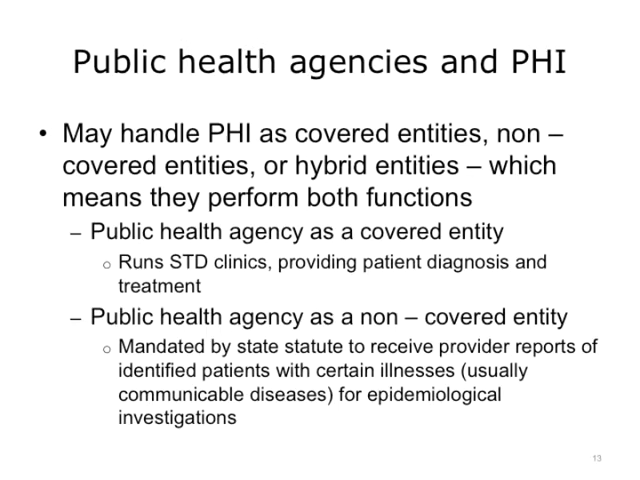 Public health agencies and PHI
• May handle PHI as covered entities, non –
covered entities, or hybrid entities – which
means they perform both functions
– Public health agency as a covered entity
o Runs STD clinics, providing patient diagnosis and
treatment
– Public health agency as a non – covered entity
o Mandated by state statute to receive provider reports of
identified patients with certain illnesses (usually
communicable diseases) for epidemiological
investigations
13